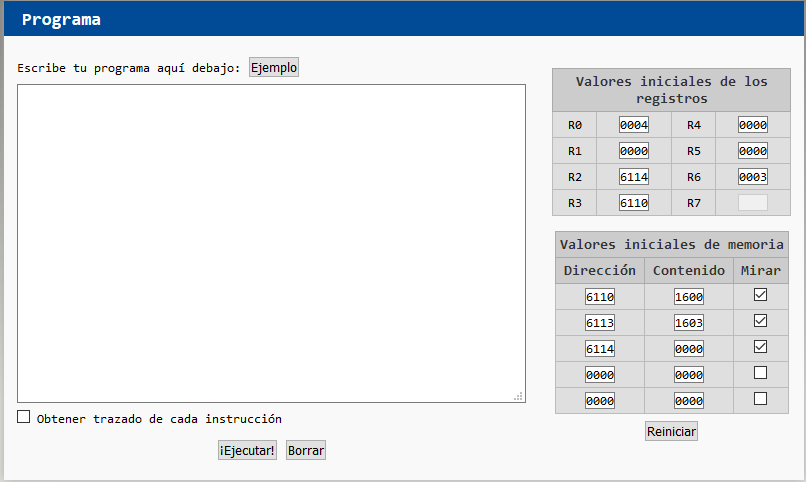 Programa
Escribe tu programa aquí debajo: Ejemplo
Obtener trazado de cada instrucción
¡Ejecutar! Borrar
Valores iniciales de los
registros
R0 0004 R4 0000
R1 0000 R5 0000
R2 6114 R6 0003
R3 6110 R7
Valores iniciales de memoria
Dirección Contenido Mirar
6110 1600
6113 1603
6114 0000
0000 0000
0000 0000
Reiniciar